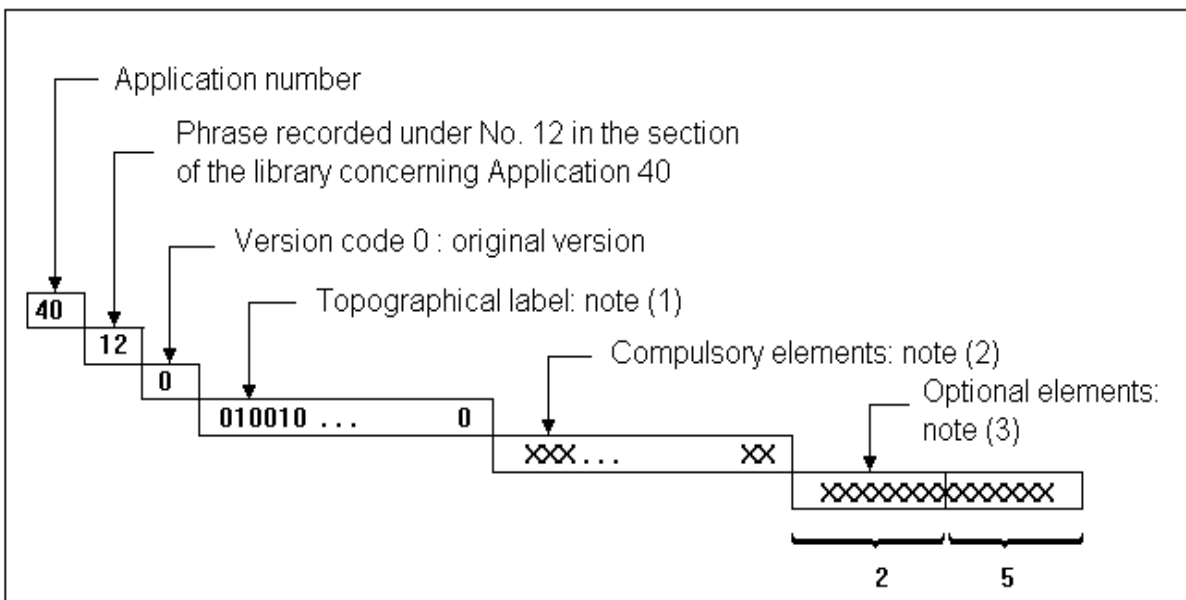 Application number
Phrase recorded under No. 12 in the section
of the library concerning Application 40
Version code 0 : original version
Topographical label: note (1)
Compulsory elements: note (2)
Optional elements:
note (3)
40
12
0
010010 ... 0
XXX... XX
XXXXXXXXXXXXXXX
2 5